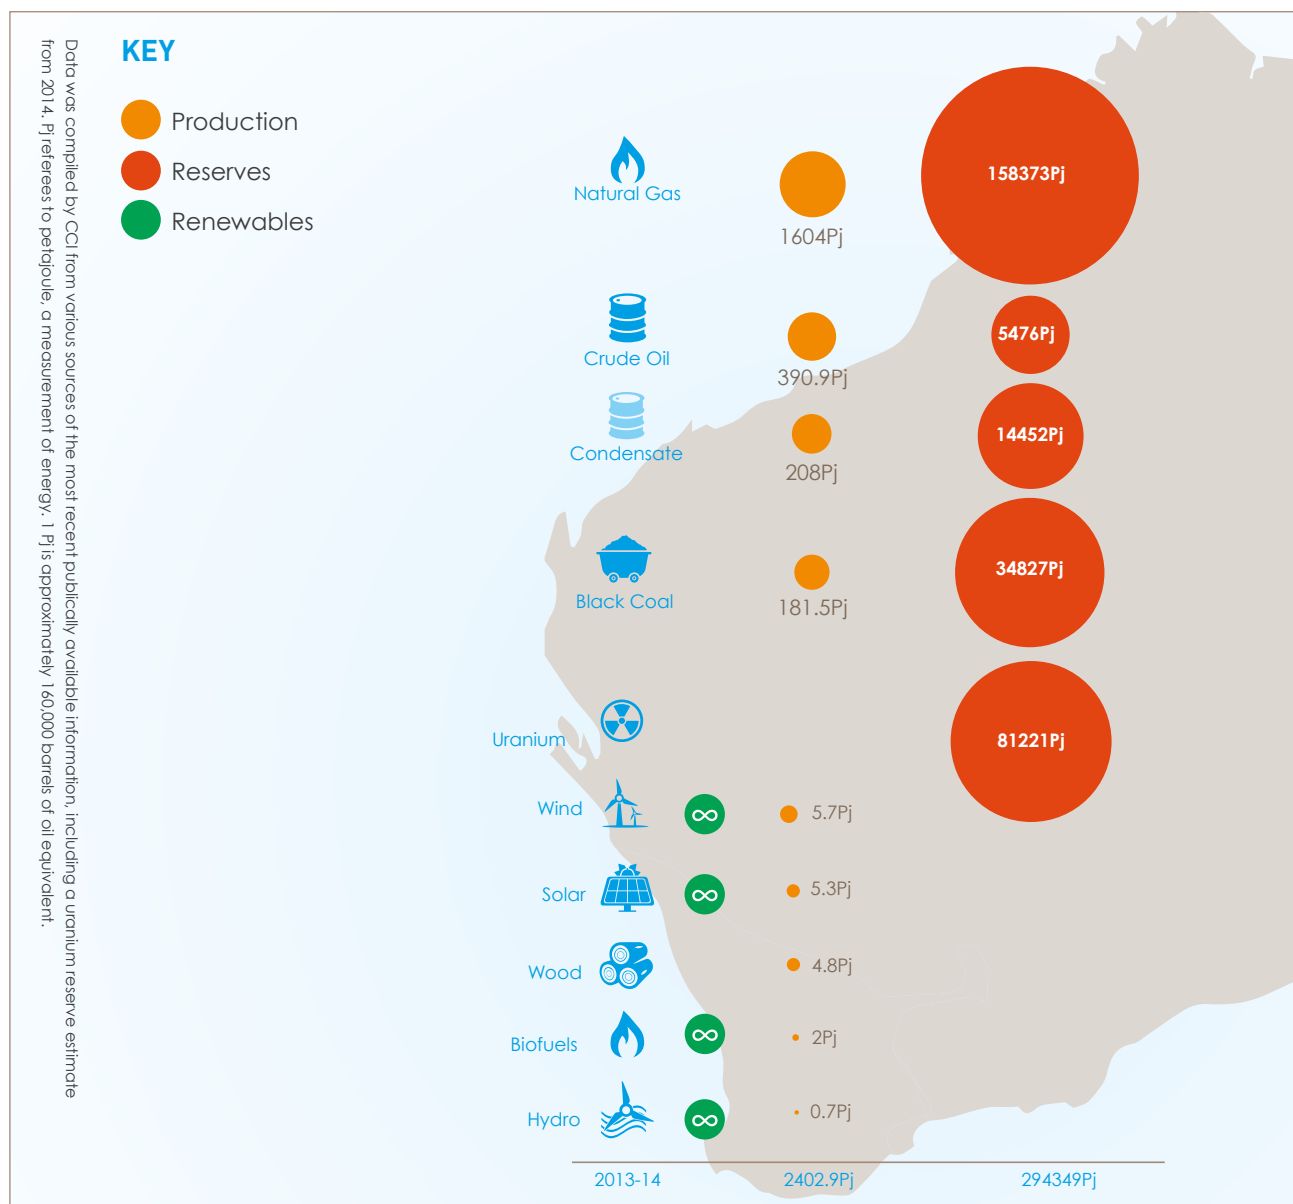 KEY
Production
Reserves
Renewables
Data was compiled by CCI from various sources of the most recent publically available information, including a uranium reserve estimate
from 2014. Pj referees to petajoule, a measurement of energy. 1 Pj is approximately 160,000 barrels of oil equivalent.
Natural Gas
1604Pj
158373Pj
Crude Oil
390.9Pj
5476Pj
Condensate
208Pj
14452Pj
Black Coal
181.5Pj
34827Pj
Uranium
81221Pj
Wind
∞
5.7Pj
Solar
∞
5.3Pj
Wood
4.8Pj
Biofuels
∞
2Pj
Hydro
∞
0.7Pj
2013-14
2402.9Pj
294349Pj